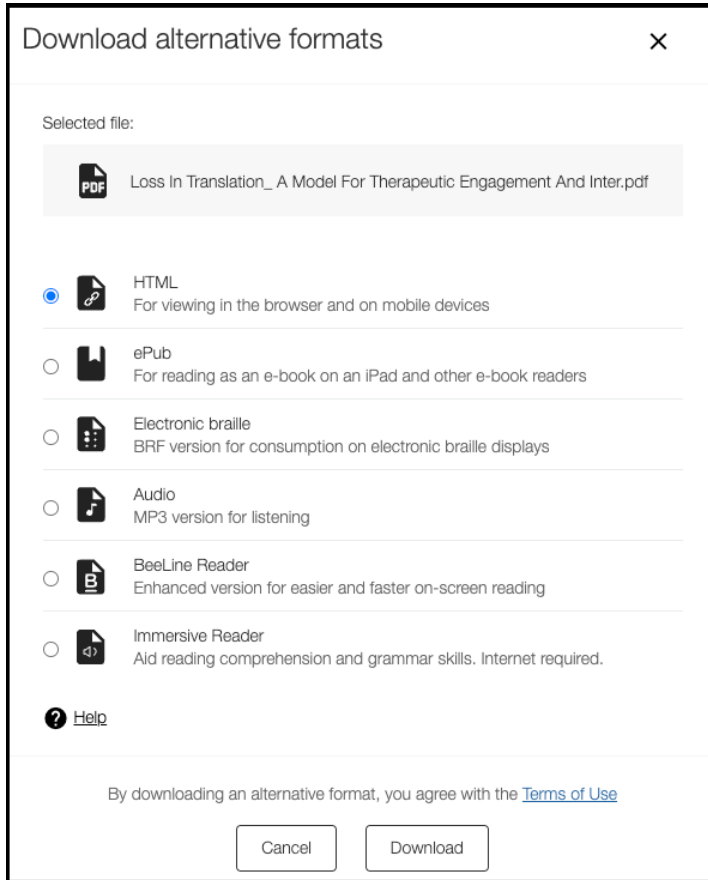 Download alternative formats
Selected file:
PDF
Loss In Translation_ A Model For Therapeutic Engagement And Inter.pdf
HTML
For viewing in the browser and on mobile devices
ePub
For reading as an e-book on an iPad and other e-book readers
Electronic braille
BRF version for consumption on electronic braille displays
Audio
MP3 version for listening
B
BeeLine Reader
Enhanced version for easier and faster on-screen reading
Immersive Reader
Aid reading comprehension and grammar skills. Internet required.
? Help
By downloading an alternative format, you agree with the Terms of Use
Cancel
Download